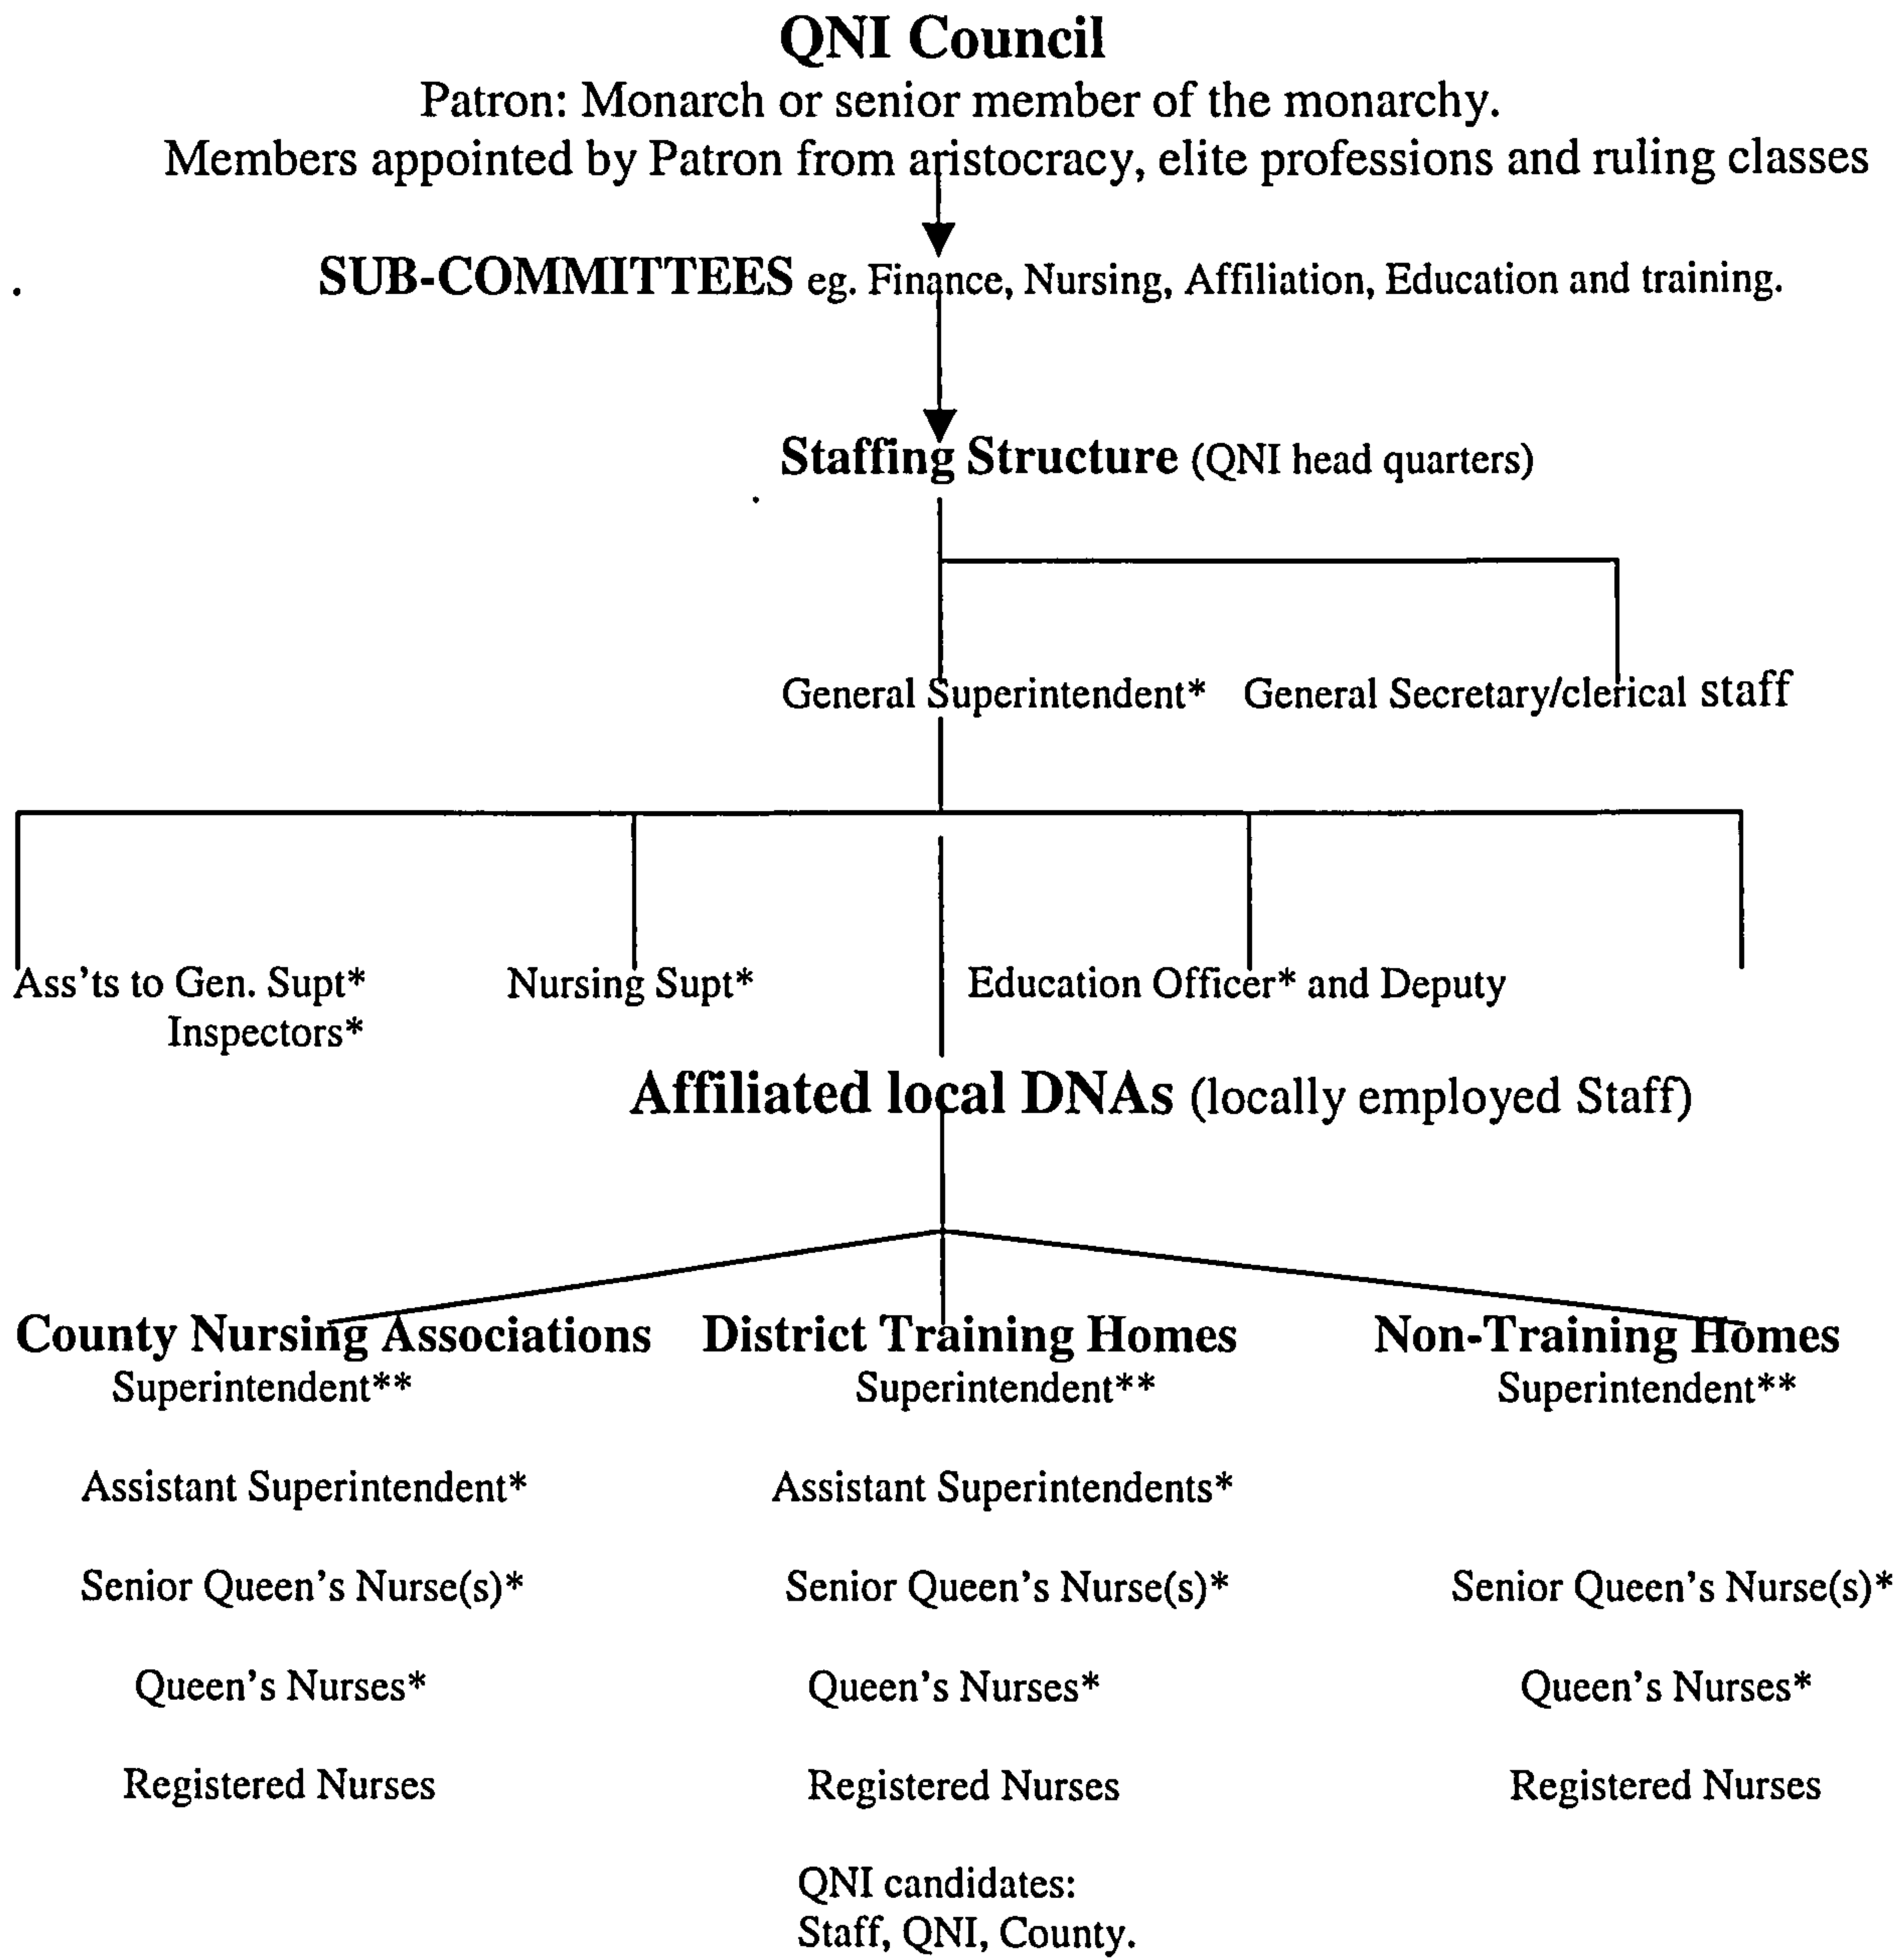 QNI Council
Patron: Monarch or senior member of the monarchy.
Members appointed by Patron from aristocracy, elite professions and ruling classes
SUB-COMMITTEES eg. Finance, Nursing, Affiliation, Education and training.
Staffing Structure (QNI head quarters)
General Superintendent* General Secretary/clerical staff
Ass'ts to Gen. Supt* Nursing Supt* Education Officer* and Deputy
Inspectors*
Affiliated local DNAs (locally employed Staff)
County Nursing Associations District Training Homes Non-Training Homes
Superintendent** Superintendent** Superintendent**
Assistant Superintendent* Assistant Superintendents*
Senior Queen's Nurse(s)* Senior Queen's Nurse(s)* Senior Queen's Nurse(s)*
Queen's Nurses* Queen's Nurses* Queen's Nurses*
Registered Nurses Registered Nurses Registered Nurses
QNI candidates:
Staff, QNI, County.